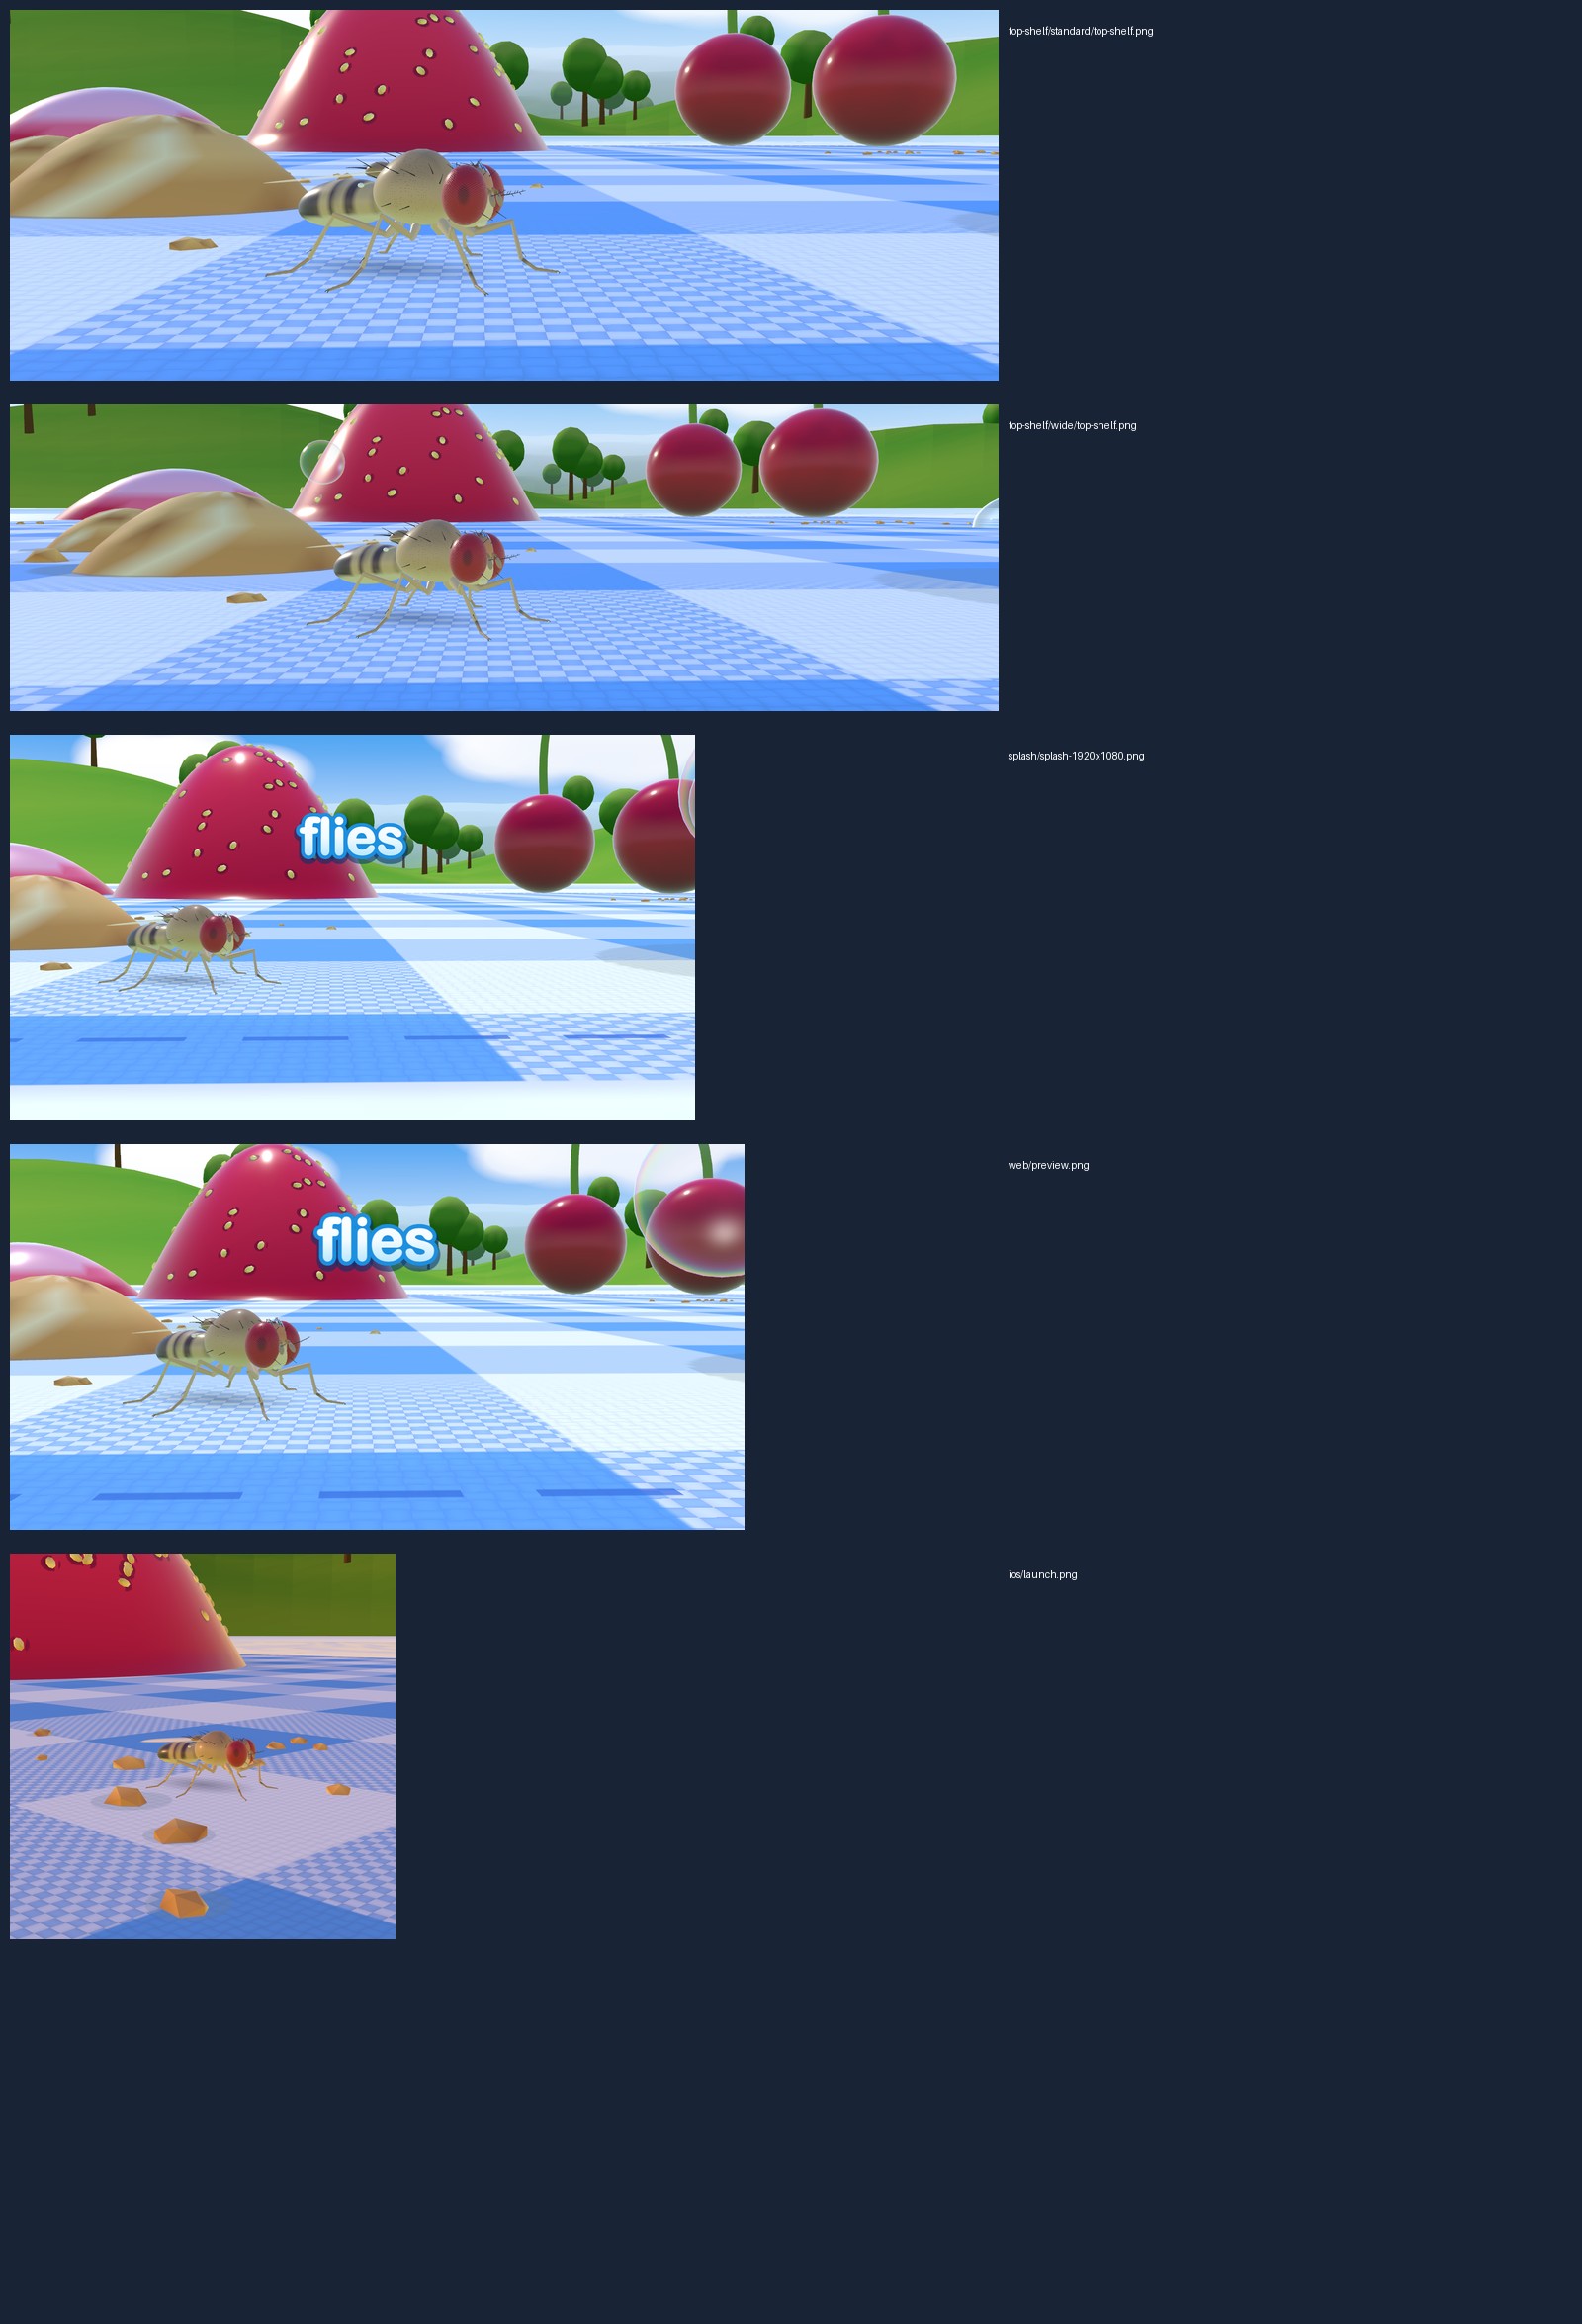 top-shelf/standard/top-shelf.png
top-shelf/wide/top-shelf.png
splash/splash-1920x1080.png
flies
web/preview.png
flies
ios/launch.png